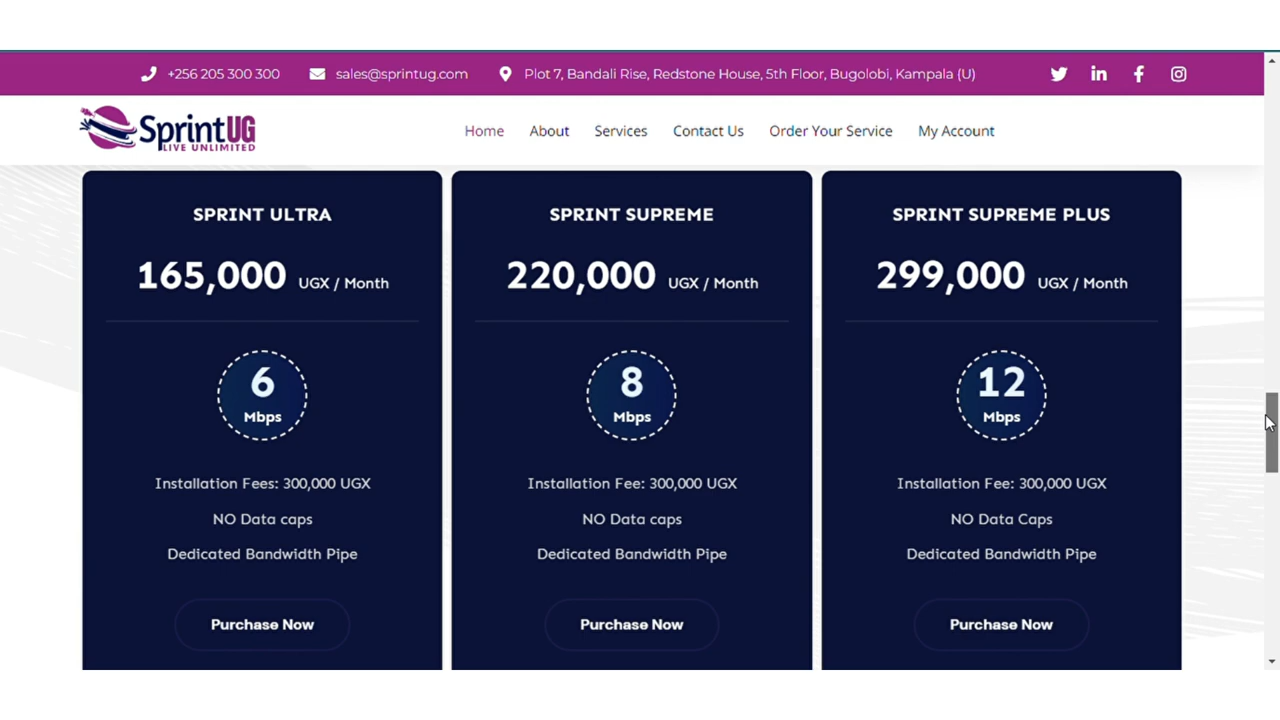 +256 205 300 300 sales@sprintug.com Plot 7, Bandali Rise, Redstone House, 5th Floor, Bugolobi, Kampala (U)
SprintUG
LIVE UNLIMITED
Home About Services Contact Us Order Your Service My Account
SPRINT ULTRA
165,000 UGX / Month
6
Mbps
Installation Fees: 300,000 UGX
NO Data caps
Dedicated Bandwidth Pipe
Purchase Now
SPRINT SUPREME
220,000 UGX / Month
8
Mbps
Installation Fee: 300,000 UGX
NO Data caps
Dedicated Bandwidth Pipe
Purchase Now
SPRINT SUPREME PLUS
299,000 UGX / Month
12
Mbps
Installation Fee: 300,000 UGX
NO Data Caps
Dedicated Bandwidth Pipe
Purchase Now